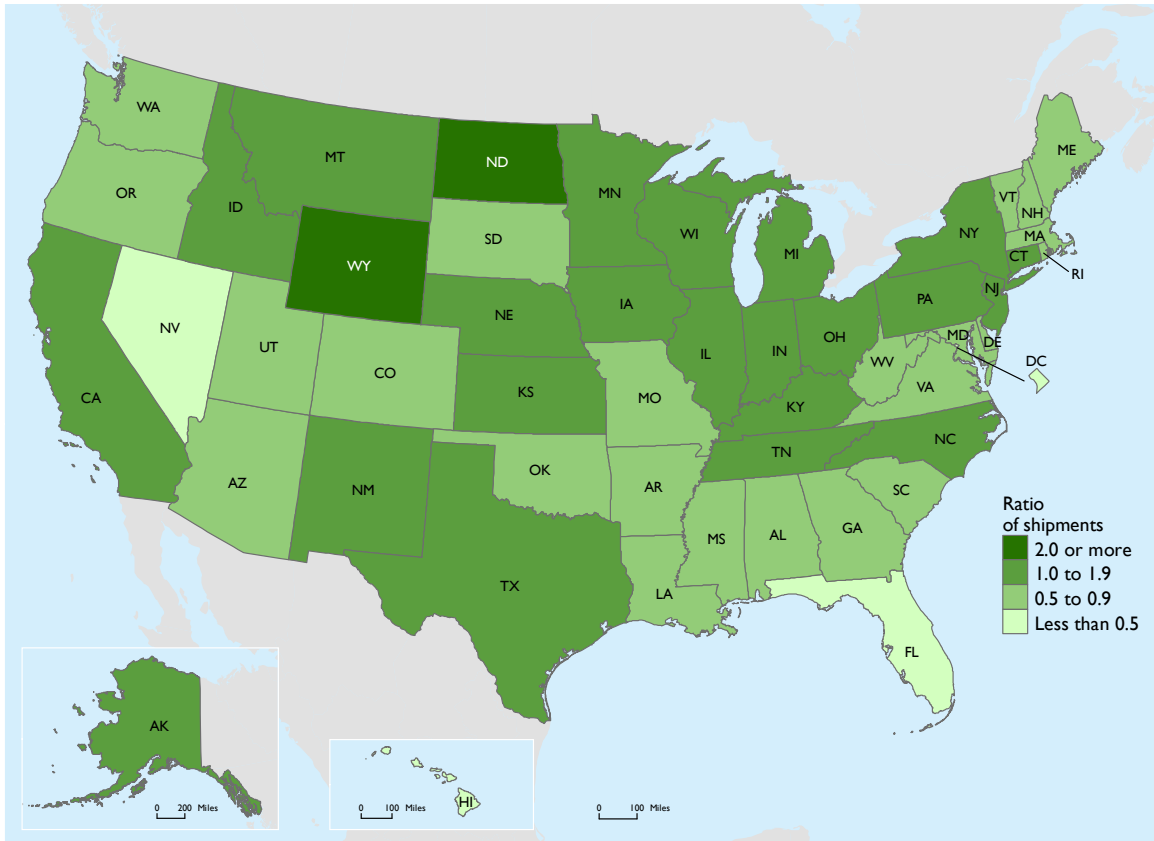 WA
MT
ND
MN
ME
OR
ID
VT
NH
SD
WI
NY
MA
WY
MI
CT
RI
IA
PA
NJ
NE
NV
OH
MD
DE
UT
IL
IN
DC
CO
WV
VA
CA
KS
MO
KY
NC
TN
OK
AZ
NM
AR
SC
MS
AL
GA
TX
LA
FL
Ratio
of shipments
2.0 or more
1.0 to 1.9
0.5 to 0.9
Less than 0.5
AK
0 200 Miles
HI
0 100 Miles
0 100 Miles